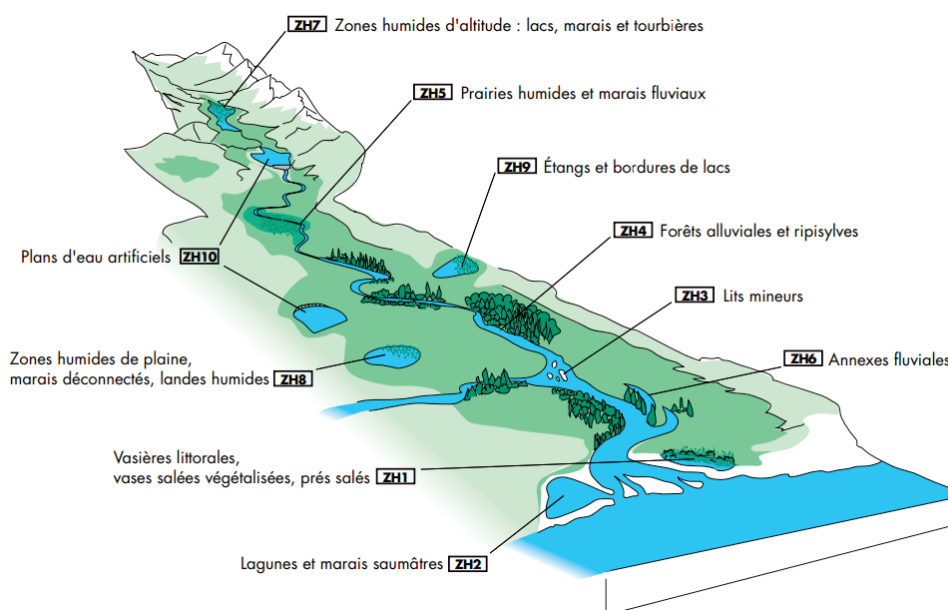 ZH7 Zones humides d'altitude : lacs, marais et tourbières
ZH5 Prairies humides et marais fluviaux
ZH9 Étangs et bordures de lacs
ZH4 Forêts alluviales et ripisylves
Plans d'eau artificiels ZH10
ZH3 Lits mineurs
Zones humides de plaine,
marais déconnectés, landes humides ZH8
ZH6 Annexes fluviales
Vasières littorales,
vases salées végétalisées, prés salés ZH1
Lagunes et marais saumâtres ZH2